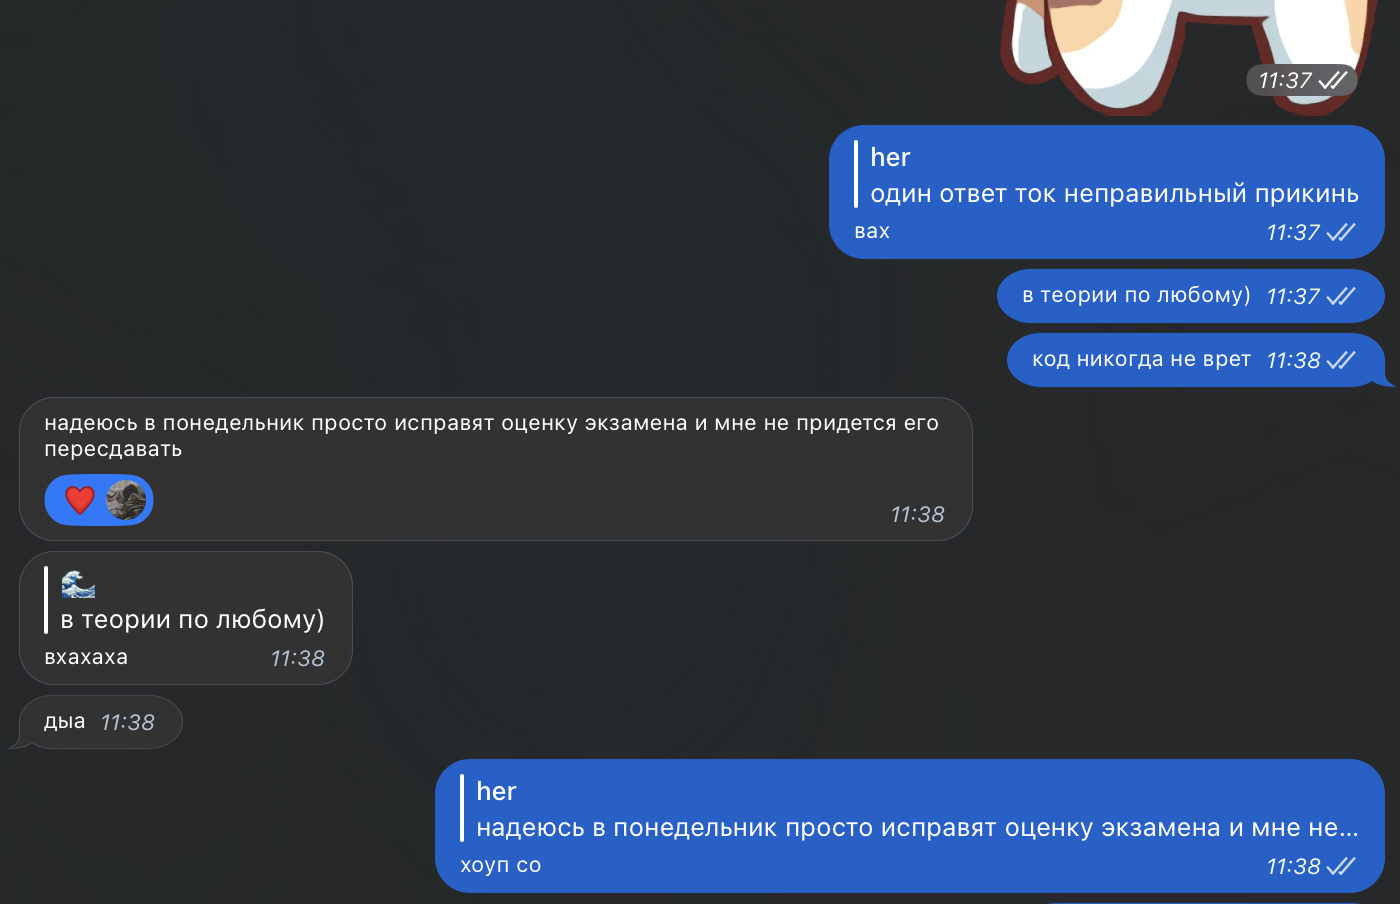 11:37
her
один ответ ток неправильный прикинь
вах 11:37
в теории по любому) 11:37
код никогда не врет 11:38
надеюсь в понедельник просто исправят оценку экзамена и мне не придется его
пересдавать
11:38
в теории по любому)
вхахаха 11:38
дыа 11:38
her
надеюсь в понедельник просто исправят оценку экзамена и мне не...
хоуп со 11:38